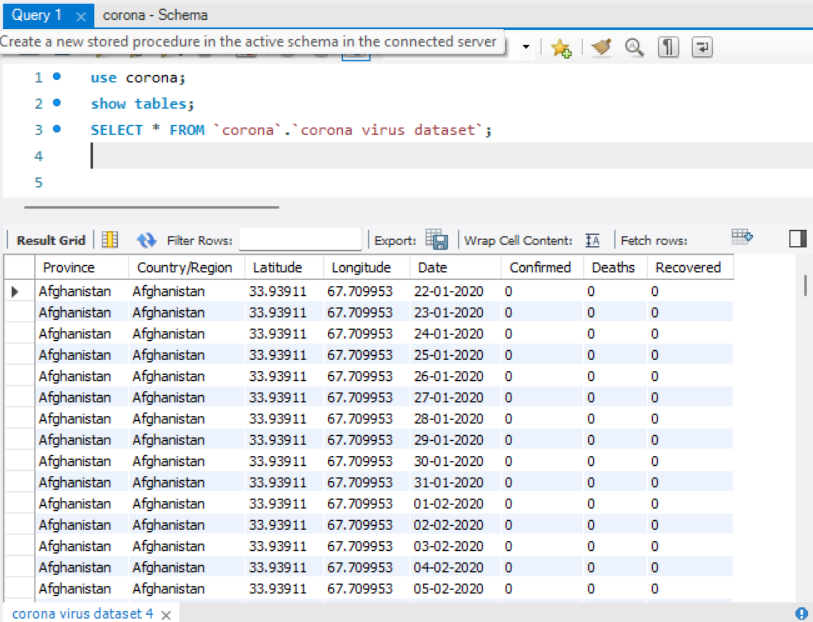 Query 1 corona - Schema
Create a new stored procedure in the active schema in the connected server
1 use corona;
2 show tables;
3 SELECT * FROM `corona`.`corona virus dataset`;
4
5
Result Grid Filter Rows: Export: Wrap Cell Content: Fetch rows:
Province Country/Region Latitude Longitude Date Confirmed Deaths Recovered
Afghanistan Afghanistan 33.93911 67.709953 22-01-2020 0 0 0
Afghanistan Afghanistan 33.93911 67.709953 23-01-2020 0 0 0
Afghanistan Afghanistan 33.93911 67.709953 24-01-2020 0 0 0
Afghanistan Afghanistan 33.93911 67.709953 25-01-2020 0 0 0
Afghanistan Afghanistan 33.93911 67.709953 26-01-2020 0 0 0
Afghanistan Afghanistan 33.93911 67.709953 27-01-2020 0 0 0
Afghanistan Afghanistan 33.93911 67.709953 28-01-2020 0 0 0
Afghanistan Afghanistan 33.93911 67.709953 29-01-2020 0 0 0
Afghanistan Afghanistan 33.93911 67.709953 30-01-2020 0 0 0
Afghanistan Afghanistan 33.93911 67.709953 31-01-2020 0 0 0
Afghanistan Afghanistan 33.93911 67.709953 01-02-2020 0 0 0
Afghanistan Afghanistan 33.93911 67.709953 02-02-2020 0 0 0
Afghanistan Afghanistan 33.93911 67.709953 03-02-2020 0 0 0
Afghanistan Afghanistan 33.93911 67.709953 04-02-2020 0 0 0
Afghanistan Afghanistan 33.93911 67.709953 05-02-2020 0 0 0
corona virus dataset 4